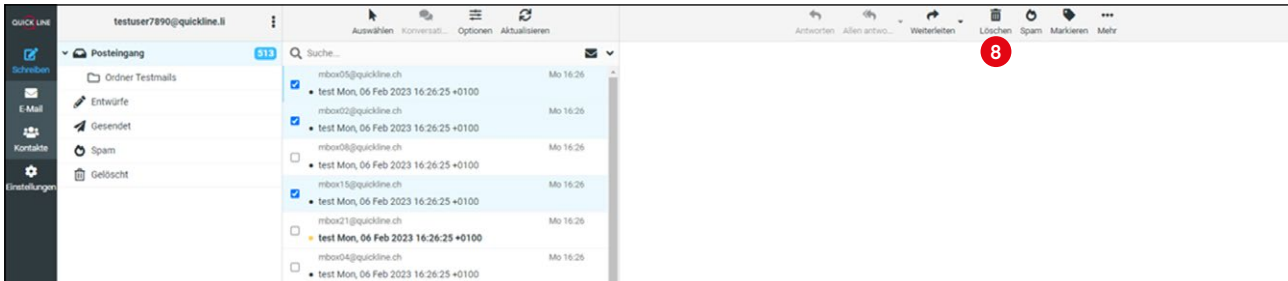 QUICKLINE
testuser7890@quickline.li
Auswählen Konversati... Optionen Aktualisieren
Antworten Allen antwo... Weiterleiten Löschen Spam Markieren Mehr
8
Schreiben
E-Mail
Kontakte
Einstellungen
Posteingang 513
Ordner Testmails
Entwürfe
Gesendet
Spam
Gelöscht
Suche...
mbox05@quickline.ch Mo 16:26
• test Mon, 06 Feb 2023 16:26:25 +0100
mbox02@quickline.ch Mo 16:26
• test Mon, 06 Feb 2023 16:26:25 +0100
mbox08@quickline.ch Mo 16:26
• test Mon, 06 Feb 2023 16:26:25 +0100
mbox15@quickline.ch Mo 16:26
• test Mon, 06 Feb 2023 16:26:25 +0100
mbox21@quickline.ch Mo 16:26
• test Mon, 06 Feb 2023 16:26:25 +0100
mbox04@quickline.ch Mo 16:26
• test Mon, 06 Feb 2023 16:26:25 +0100